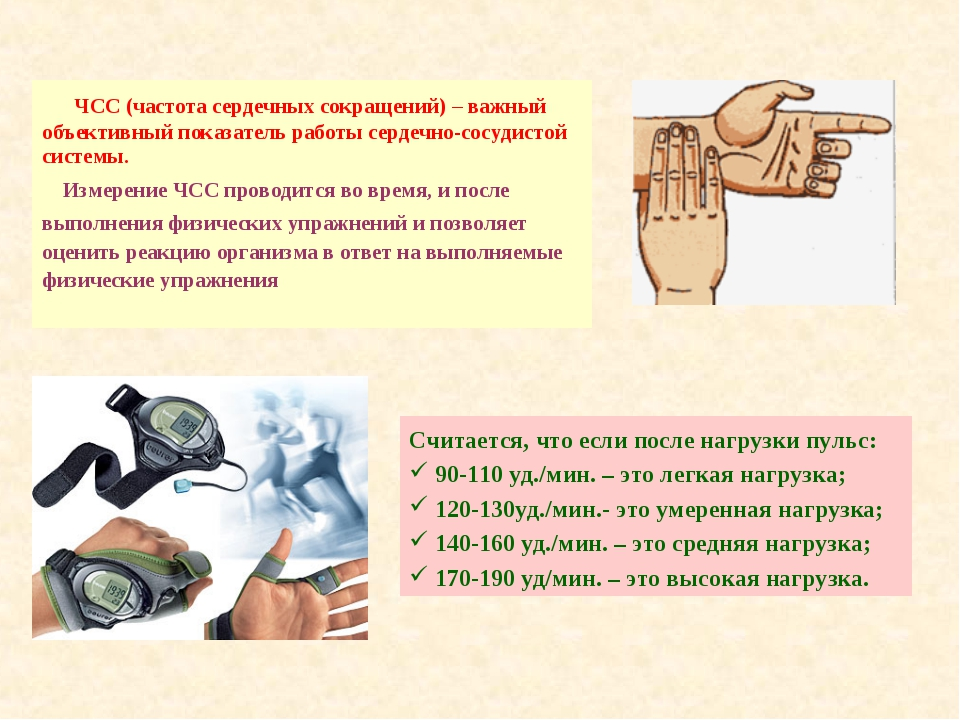 ЧСС (частота сердечных сокращений) – важный
объективный показатель работы сердечно-сосудистой
системы.
Измерение ЧСС проводится во время, и после
выполнения физических упражнений и позволяет
оценить реакцию организма в ответ на выполняемые
физические упражнения
beurer
Считается, что если после нагрузки пульс:
✓ 90-110 уд./мин. – это легкая нагрузка;
✓ 120-130уд./мин.- это умеренная нагрузка;
✓ 140-160 уд./мин. – это средняя нагрузка;
✓ 170-190 уд/мин. – это высокая нагрузка.